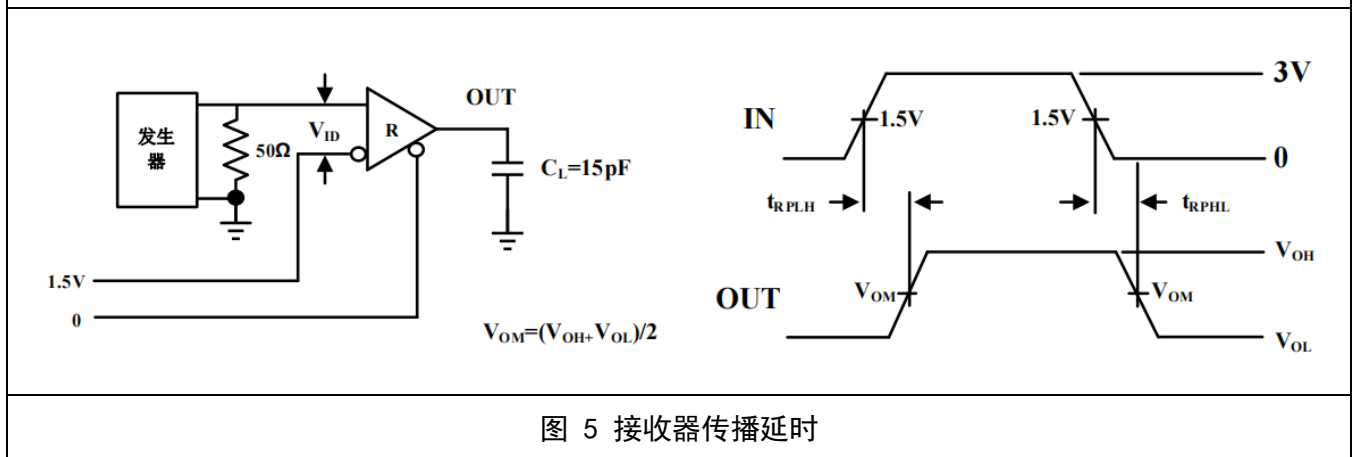 发生
器
50Ω
V_ID
R
OUT
C_L=15pF
1.5V
0
V_OM=(V_OH+V_OL)/2
3V
IN
1.5V
1.5V
0
t_RPLH
t_RPHL
V_OH
OUT
V_OM
V_OM
V_OL
图 5 接收器传播延时